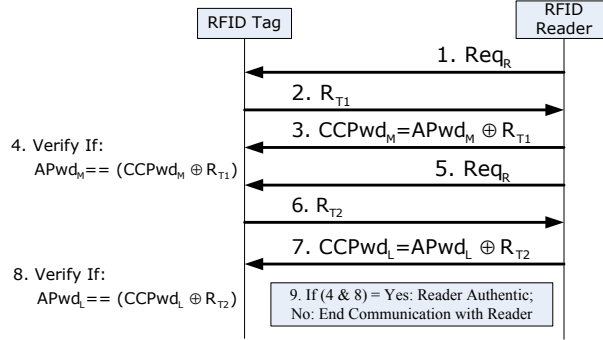 RFID Tag
RFID
Reader
1. Req_R
2. R_T1
3. CCPwd_M=APwd_M ⊕ R_T1
4. Verify If:
APwd_M== (CCPwd_M ⊕ R_T1)
5. Req_R
6. R_T2
7. CCPwd_L=APwd_L ⊕ R_T2
8. Verify If:
APwd_L== (CCPwd_L ⊕ R_T2)
9. If (4 & 8) = Yes: Reader Authentic;
No: End Communication with Reader